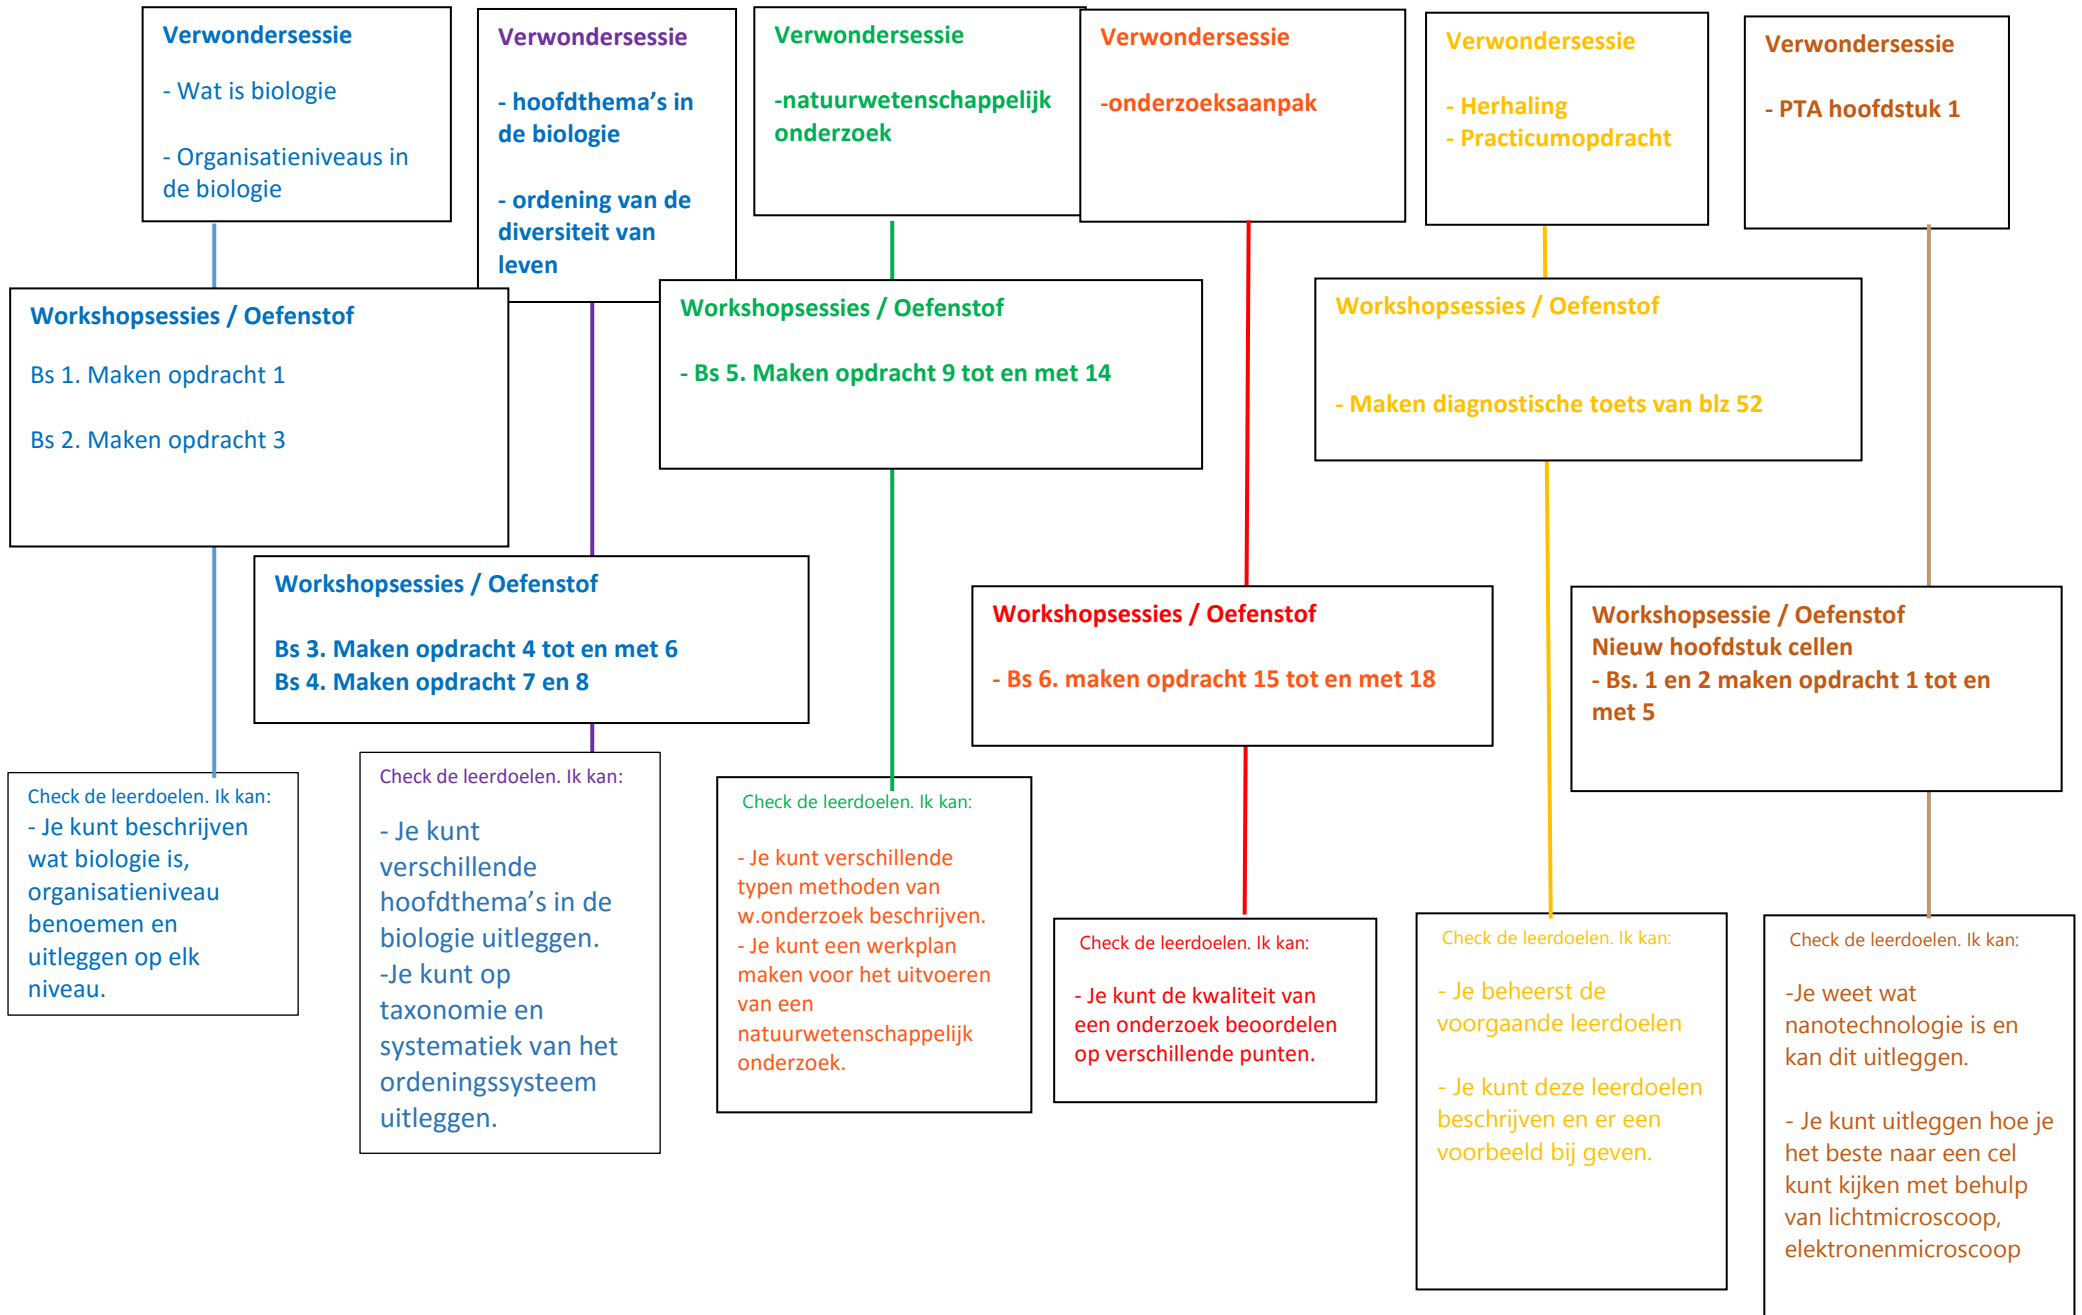 Verwondersessie
- Wat is biologie
- Organisatieniveaus in
de biologie
Verwondersessie
- hoofdthema's in
de biologie
- ordening van de
diversiteit van
leven
Verwondersessie
-natuurwetenschappelijk
onderzoek
Verwondersessie
-onderzoeksaanpak
Verwondersessie
- Herhaling
- Practicumopdracht
Verwondersessie
- PTA hoofdstuk 1
Workshopsessies / Oefenstof
Bs 1. Maken opdracht 1
Bs 2. Maken opdracht 3
Workshopsessies / Oefenstof
Bs 3. Maken opdracht 4 tot en met 6
Bs 4. Maken opdracht 7 en 8
Workshopsessies / Oefenstof
- Bs 5. Maken opdracht 9 tot en met 14
Workshopsessies / Oefenstof
- Bs 6. maken opdracht 15 tot en met 18
Workshopsessies / Oefenstof
- Maken diagnostische toets van blz 52
Workshopsessie / Oefenstof
Nieuw hoofdstuk cellen
- Bs. 1 en 2 maken opdracht 1 tot en
met 5
Check de leerdoelen. Ik kan:
- Je kunt beschrijven
wat biologie is,
organisatieniveau
benoemen en
uitleggen op elk
niveau.
Check de leerdoelen. Ik kan:
- Je kunt
verschillende
hoofdthema's in de
biologie uitleggen.
-Je kunt op
taxonomie en
systematiek van het
ordeningssysteem
uitleggen.
Check de leerdoelen. Ik kan:
- Je kunt verschillende
typen methoden van
w.onderzoek beschrijven.
- Je kunt een werkplan
maken voor het uitvoeren
van een
natuurwetenschappelijk
onderzoek.
Check de leerdoelen. Ik kan:
- Je kunt de kwaliteit van
een onderzoek beoordelen
op verschillende punten.
Check de leerdoelen. Ik kan:
- Je beheerst de
voorgaande leerdoelen
- Je kunt deze leerdoelen
beschrijven en er een
voorbeeld bij geven.
Check de leerdoelen. Ik kan:
-Je weet wat
nanotechnologie is en
kan dit uitleggen.
- Je kunt uitleggen hoe je
het beste naar een cel
kunt kijken met behulp
van lichtmicroscoop,
elektronenmicroscoop